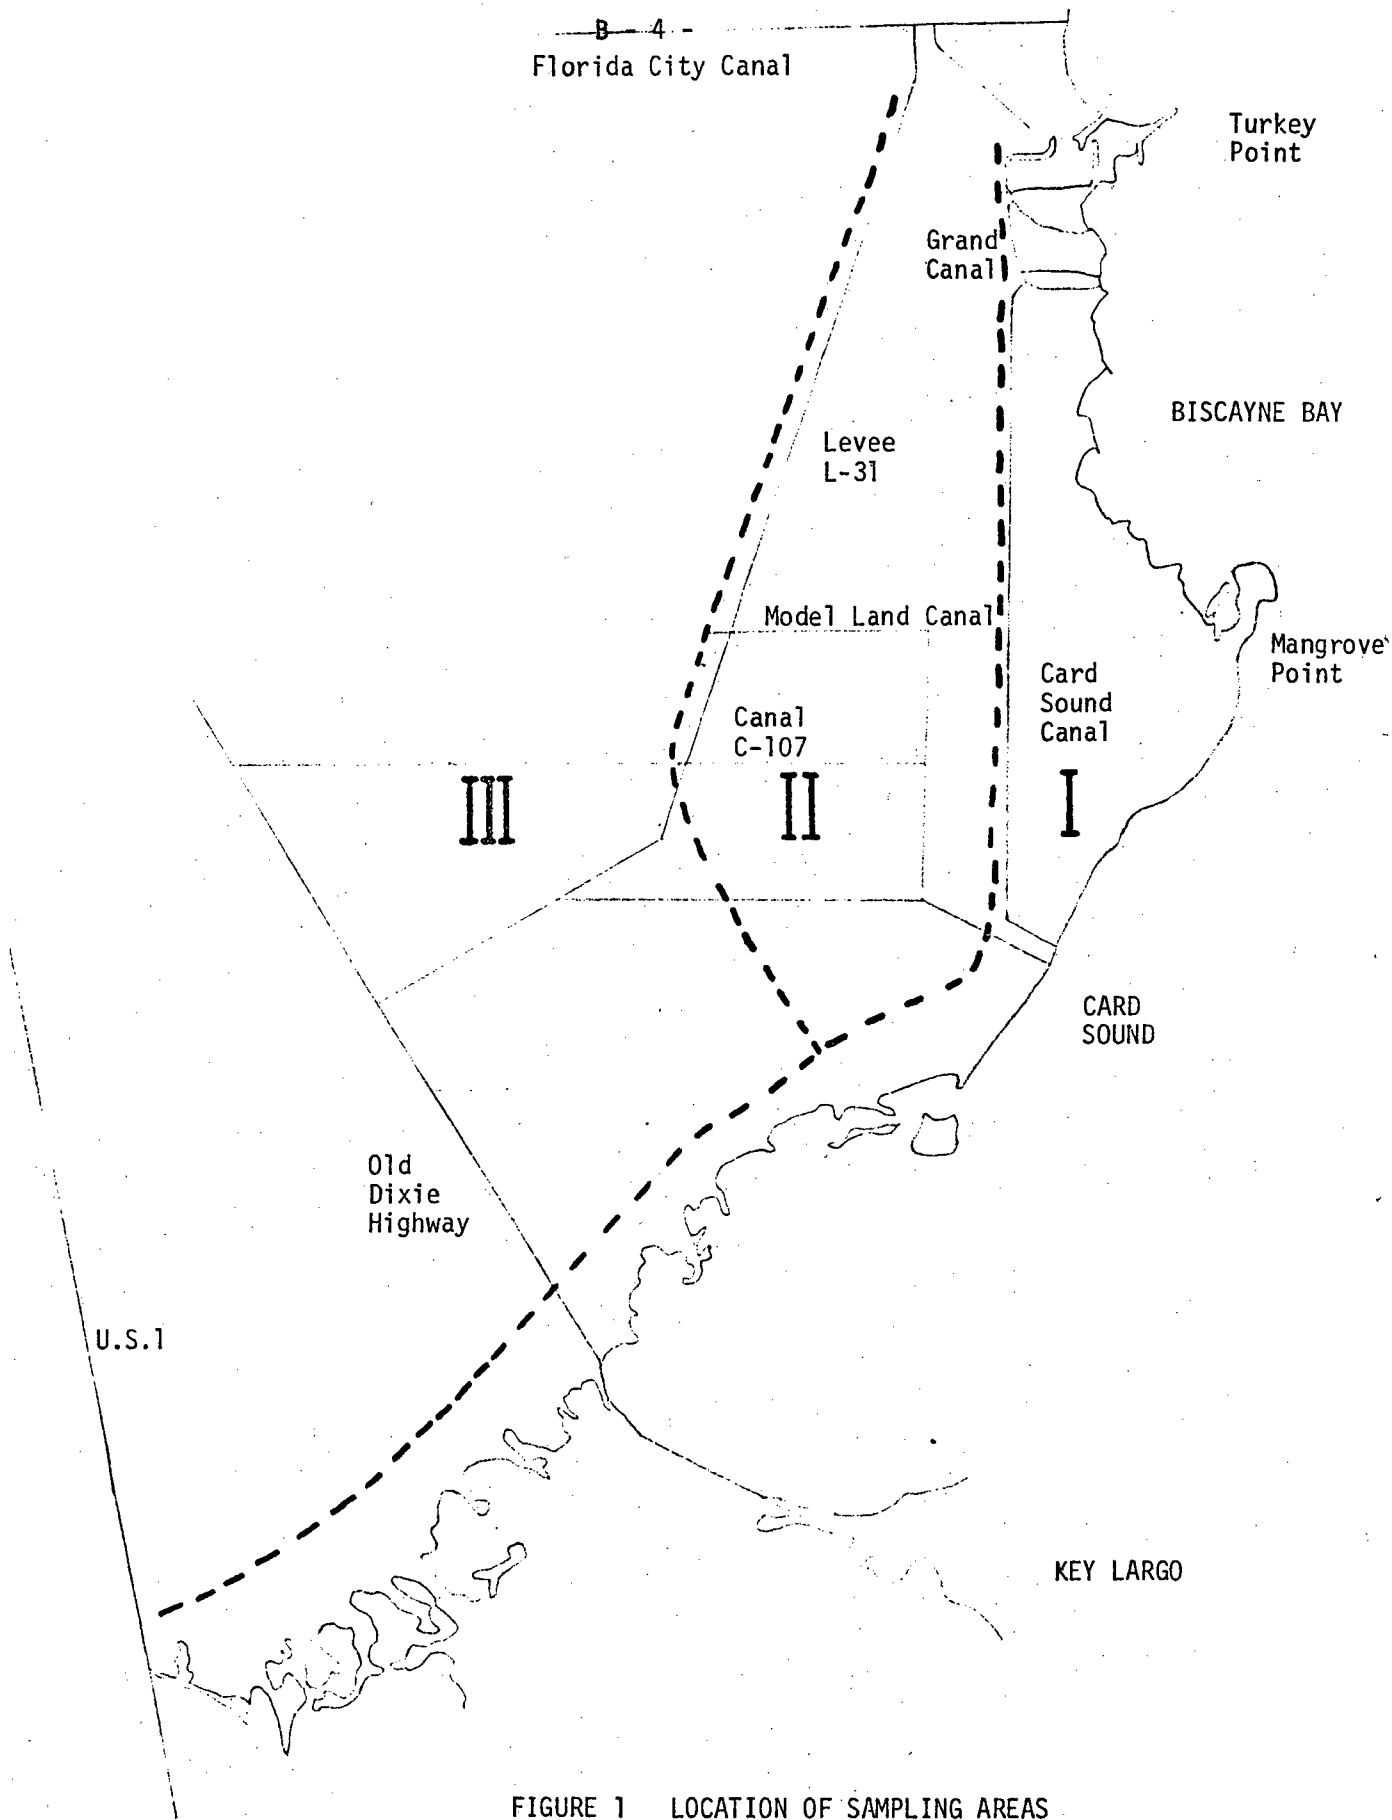 B - 4 -
Florida City Canal
Turkey
Point
Grand
Canal
BISCAYNE BAY
Levee
L-31
Model Land Canal
Mangrove
Point
Card
Sound
Canal
Canal
C-107
III
II
I
CARD
SOUND
Old
Dixie
Highway
U.S.1
KEY LARGO
FIGURE 1 LOCATION OF SAMPLING AREAS